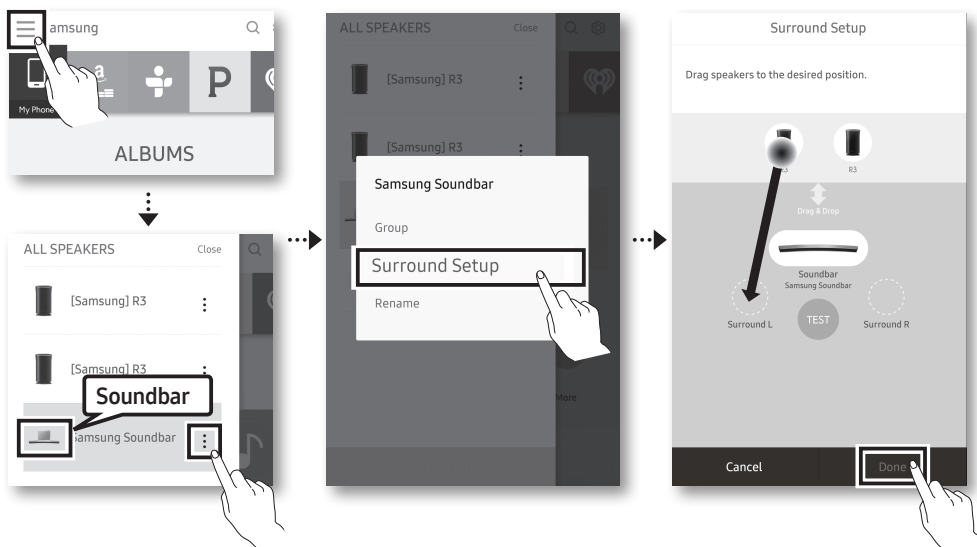 amsung
My Phone
a
P
ALBUMS
ALL SPEAKERS
Close
[Samsung] R3
[Samsung] R3
Soundbar
Samsung Soundbar
ALL SPEAKERS
Close
[Samsung] R3
[Samsung] R3
Samsung Soundbar
Group
Surround Setup
Rename
More
Surround Setup
Drag speakers to the desired position.
R3
R3
Drag & Drop
Soundbar
Samsung Soundbar
Surround L
TEST
Surround R
Cancel
Done